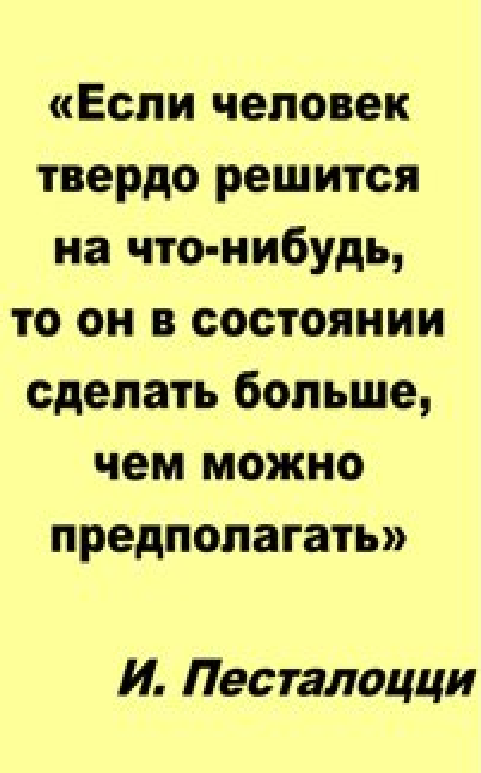 «Если человек
твердо решится
на что-нибудь,
то он в состоянии
сделать больше,
чем можно
предполагать»
И. Песталоцци